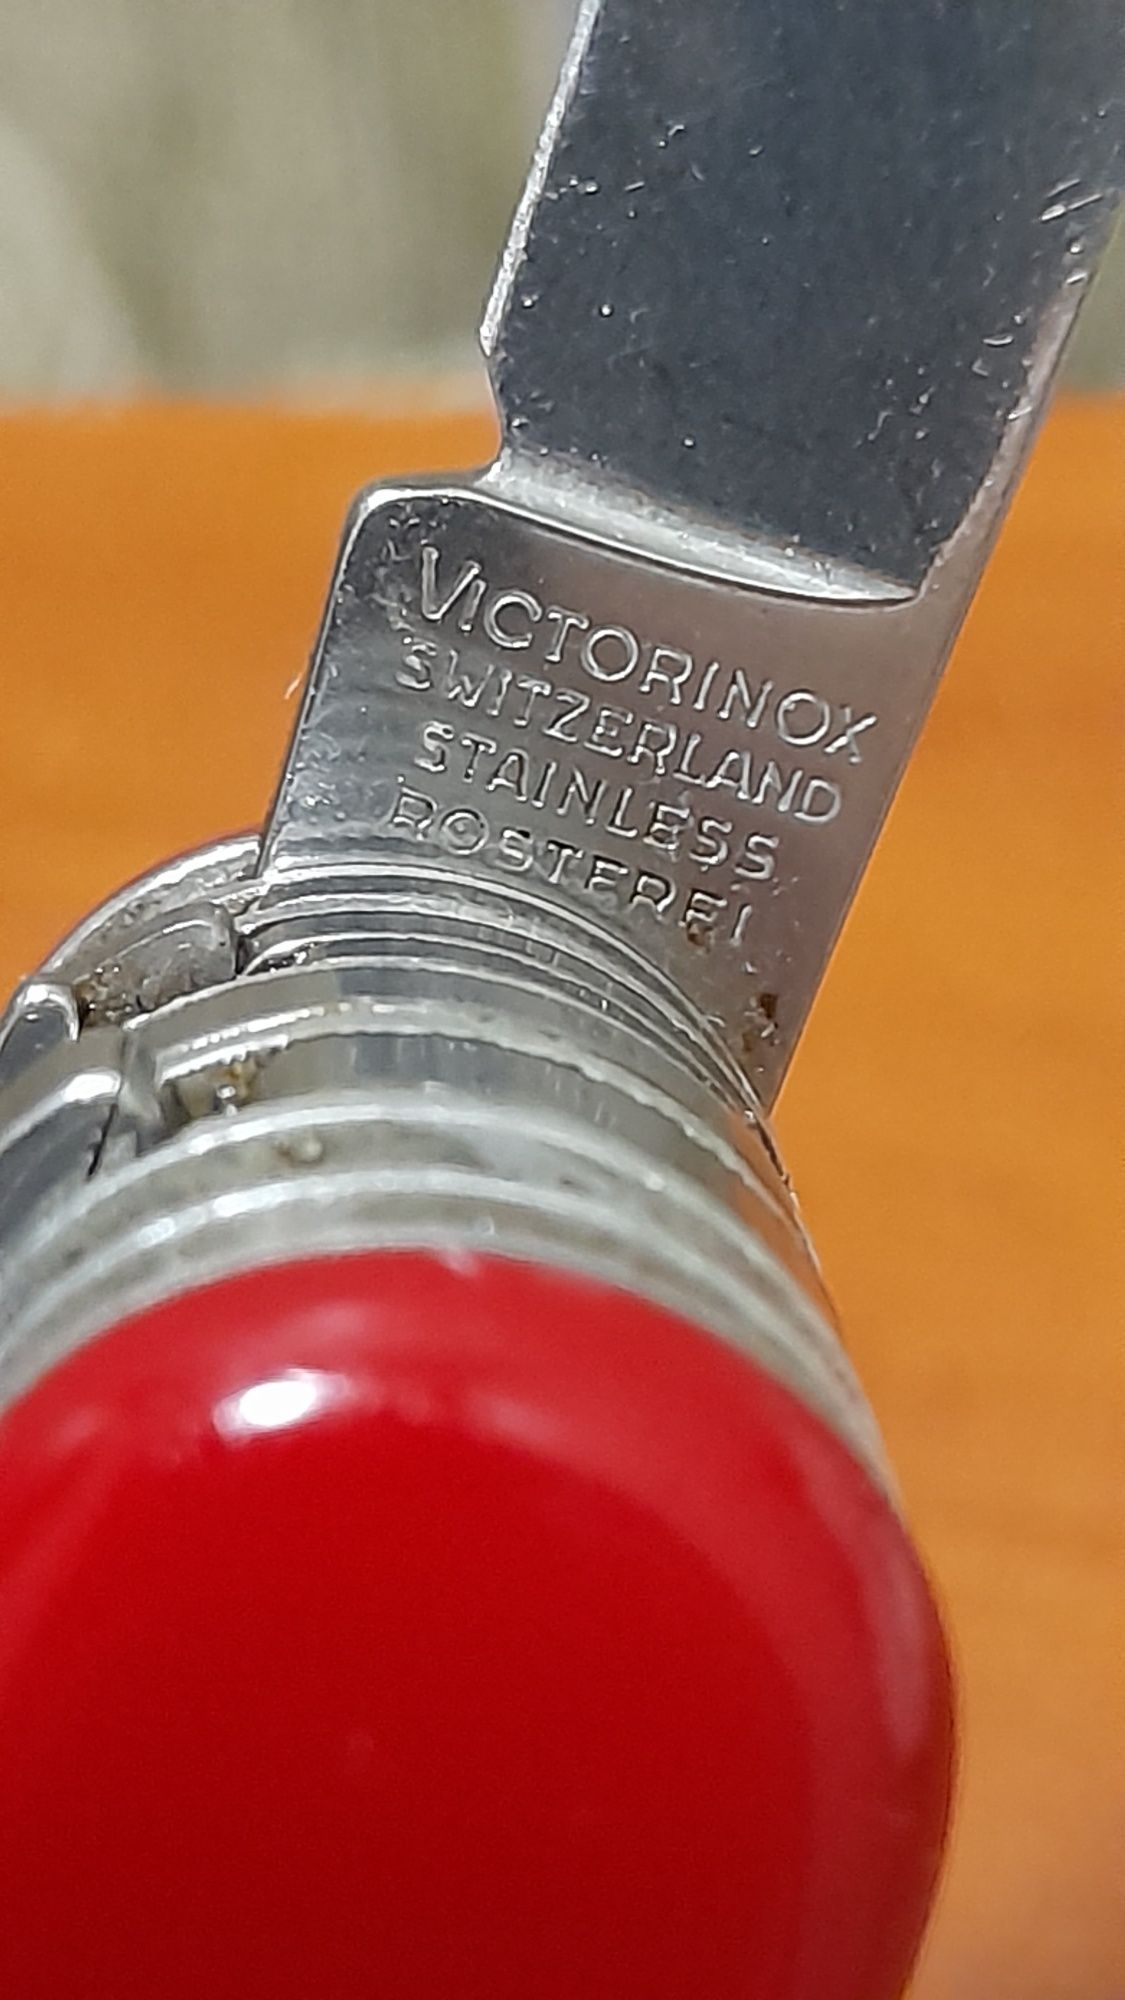 VICTORINOX
SWITZERLAND
STAINLESS
ROSTFREI